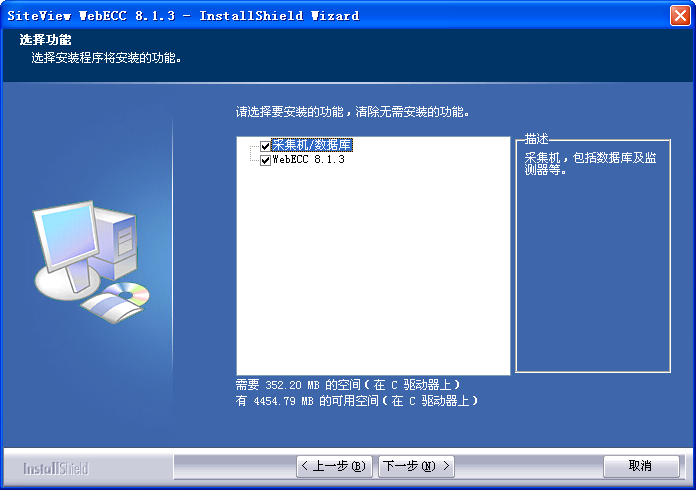 SiteView WebECC 8.1.3 - InstallShield Wizard
选择功能
选择安装程序将安装的功能。
请选择要安装的功能，清除无需安装的功能。
采集机/数据库
WebECC 8.1.3
描述
采集机，包括数据库及监
测器等。
需要 352.20 MB 的空间(在 C 驱动器上)
有 4454.79 MB 的可用空间(在 C 驱动器上)
InstallShield
< 上一步(B)
下一步(N) >
取消